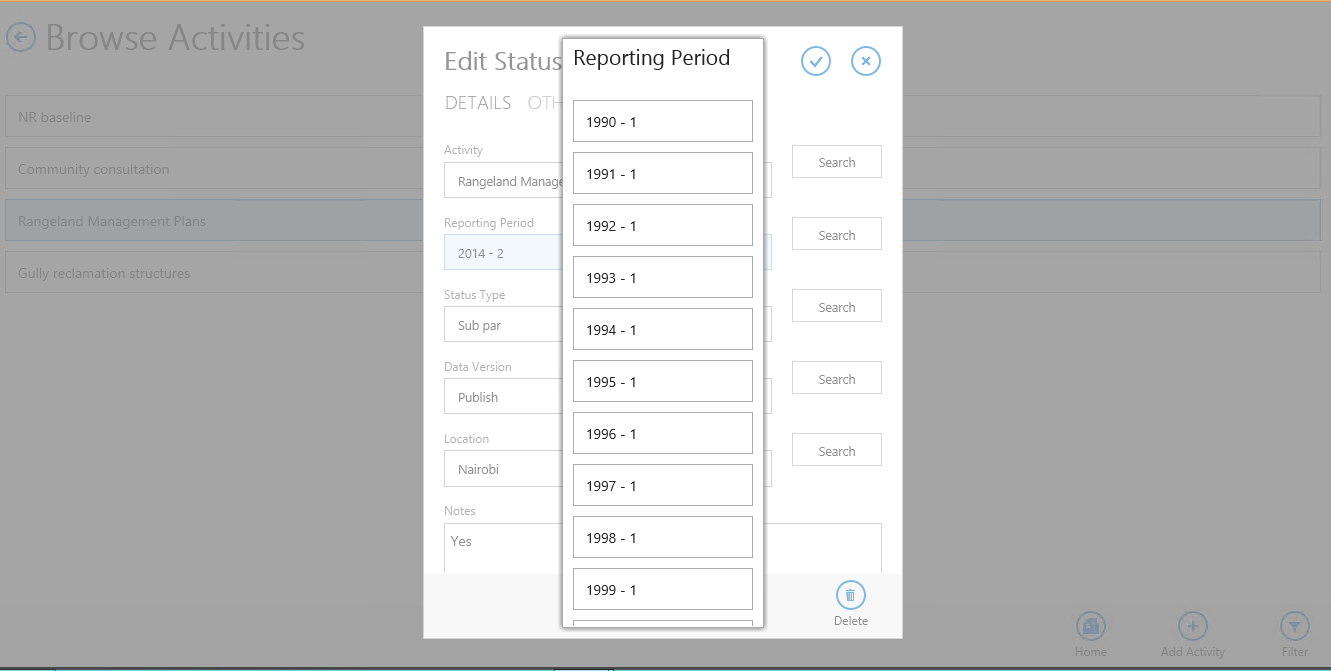 Browse Activities
NR baseline
Community consultation
Rangeland Management Plans
Gully reclamation structures
Edit Status
DETAILS OTH
Activity
Rangeland Manage
Search
Reporting Period
2014 - 2
Search
Status Type
Sub par
Search
Data Version
Publish
Search
Location
Nairobi
Search
Notes
Yes
Reporting Period
1990 - 1
1991 - 1
1992 - 1
1993 - 1
1994 - 1
1995 - 1
1996 - 1
1997 - 1
1998 - 1
1999 - 1
Delete
Home
Add Activity
Filter